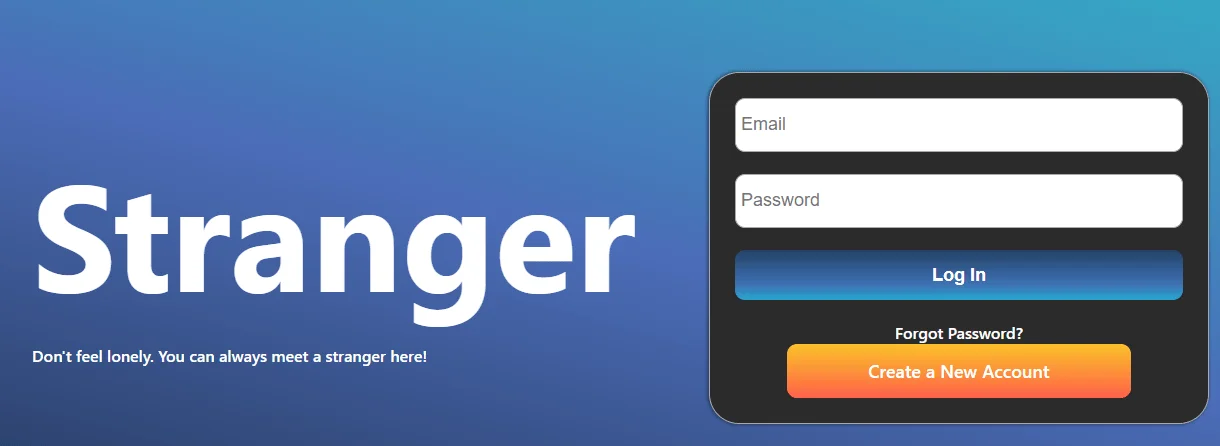 Stranger
Don't feel lonely. You can always meet a stranger here!
Email
Password
Log In
Forgot Password?
Create a New Account